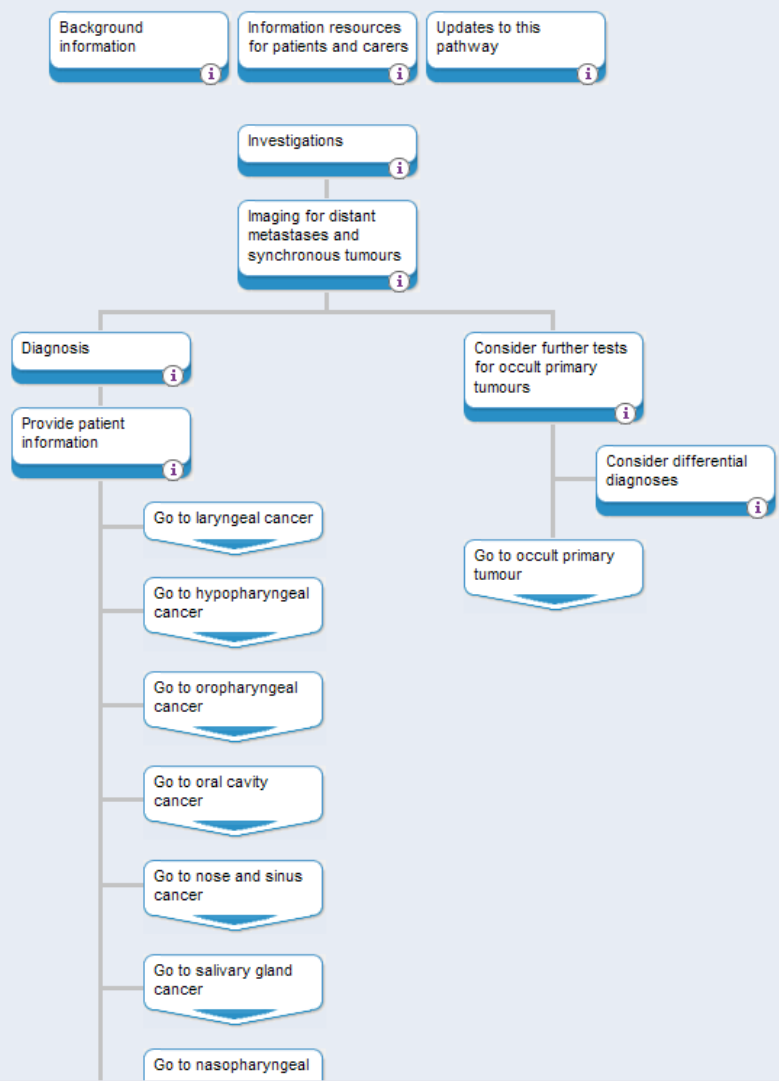 Background
information
Information resources
for patients and carers
Updates to this
pathway
i
i
i
Investigations
i
Imaging for distant
metastases and
synchronous tumours
i
Diagnosis
i
Consider further tests
for occult primary
tumours
i
Provide patient
information
i
Consider differential
diagnoses
i
Go to laryngeal cancer
Go to occult primary
tumour
Go to hypopharyngeal
cancer
Go to oropharyngeal
cancer
Go to oral cavity
cancer
Go to nose and sinus
cancer
Go to salivary gland
cancer
Go to nasopharyngeal